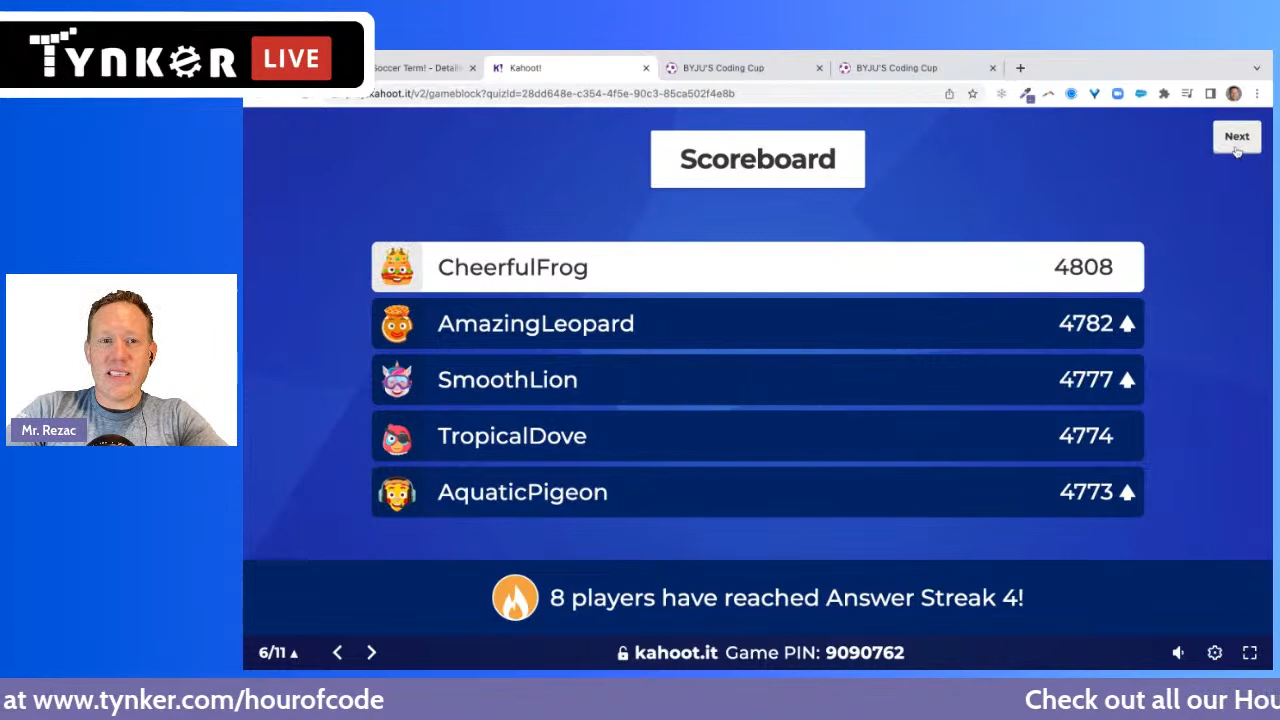 TYNKER LIVE
Soccer Term! - Details
Kahoot!
BYJU'S Coding Cup
BYJU'S Coding Cup
kahoot.it/v2/gameblock?quizId=28dd648e-c354-4f5e-90c3-85ca502f4e8b
Next
Scoreboard
CheerfulFrog 4808
AmazingLeopard 4782
SmoothLion 4777
TropicalDove 4774
AquaticPigeon 4773
Mr. Rezac
8 players have reached Answer Streak 4!
6/11
kahoot.it Game PIN: 9090762
at www.tynker.com/hourofcode Check out all our Hou